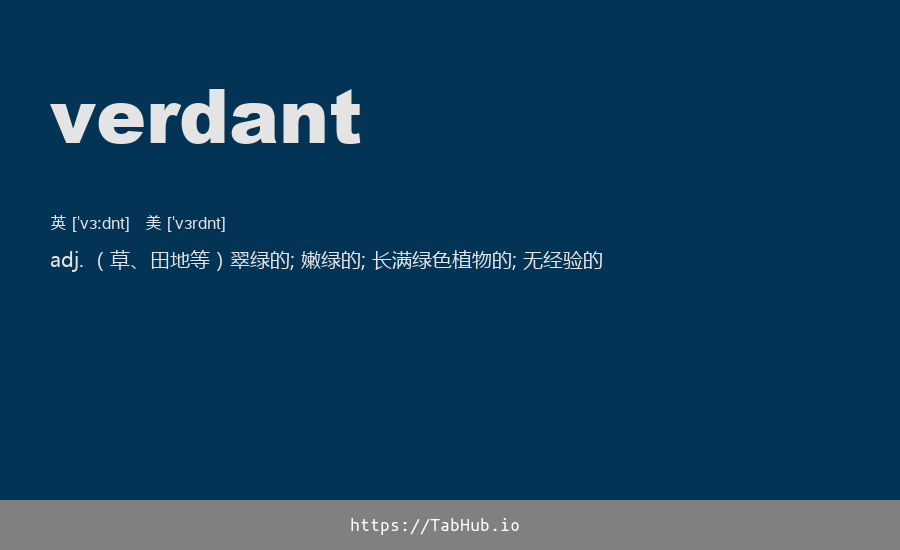 verdant
英 ['vɜ:dnt]   美 ['vɜrdnt]
adj. （草、田地等）翠绿的; 嫩绿的; 长满绿色植物的; 无经验的
https://TabHub.io